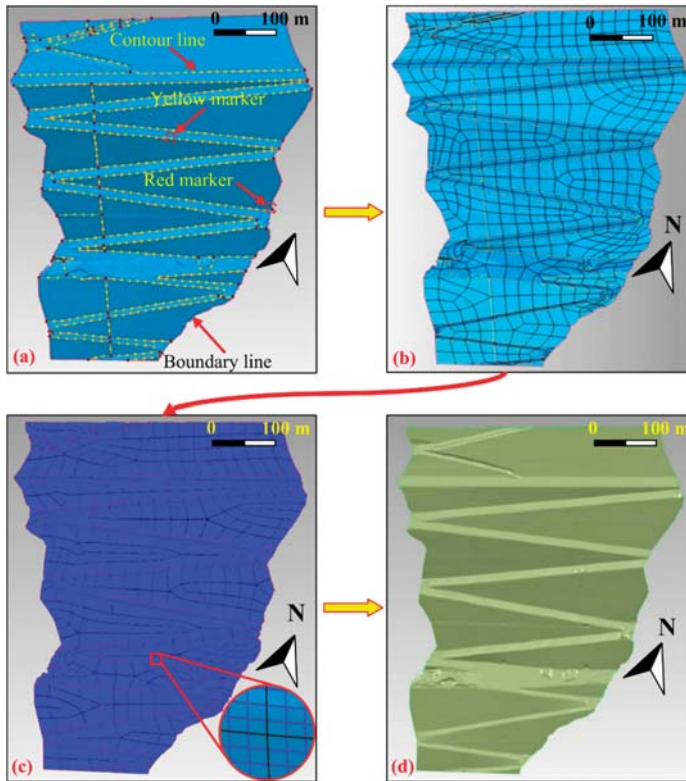 0 100 m
Contour line
Yellow marker
Red marker
(a)
Boundary line
0 100 m
N
(b)
0 100 m
N
(c)
0 100 m
N
(d)